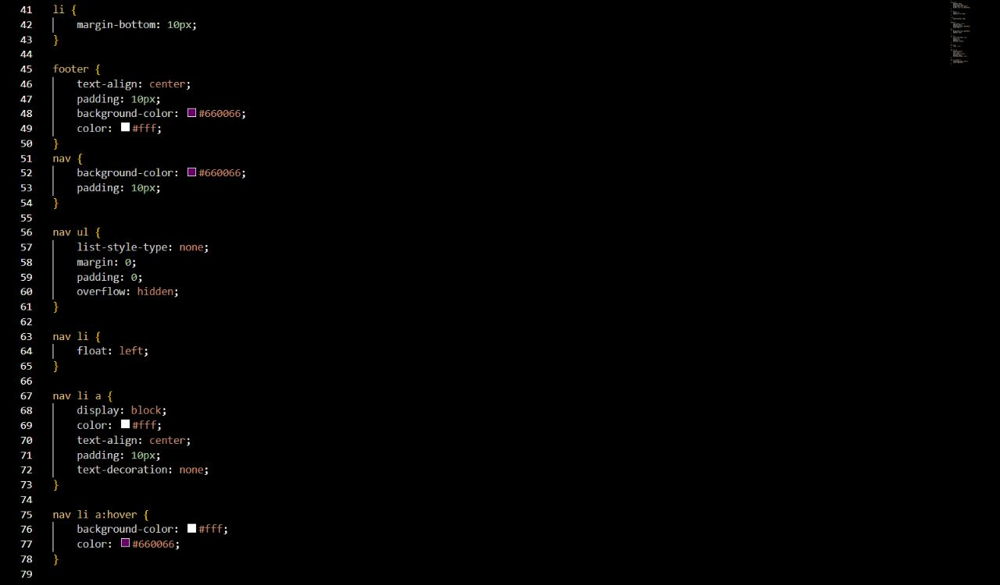 41 li {
42     margin-bottom: 10px;
43 }
44
45 footer {
46     text-align: center;
47     padding: 10px;
48     background-color: #660066;
49     color: #fff;
50 }
51 nav {
52     background-color: #660066;
53     padding: 10px;
54 }
55
56 nav ul {
57     list-style-type: none;
58     margin: 0;
59     padding: 0;
60     overflow: hidden;
61 }
62
63 nav li {
64     float: left;
65 }
66
67 nav li a {
68     display: block;
69     color: #fff;
70     text-align: center;
71     padding: 10px;
72     text-decoration: none;
73 }
74
75 nav li a:hover {
76     background-color: #fff;
77     color: #660066;
78 }
79